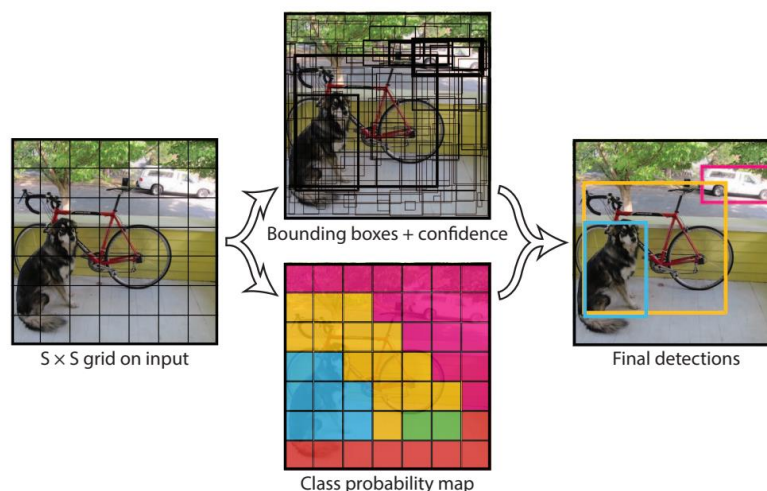 S × S grid on input
Bounding boxes + confidence
Class probability map
Final detections